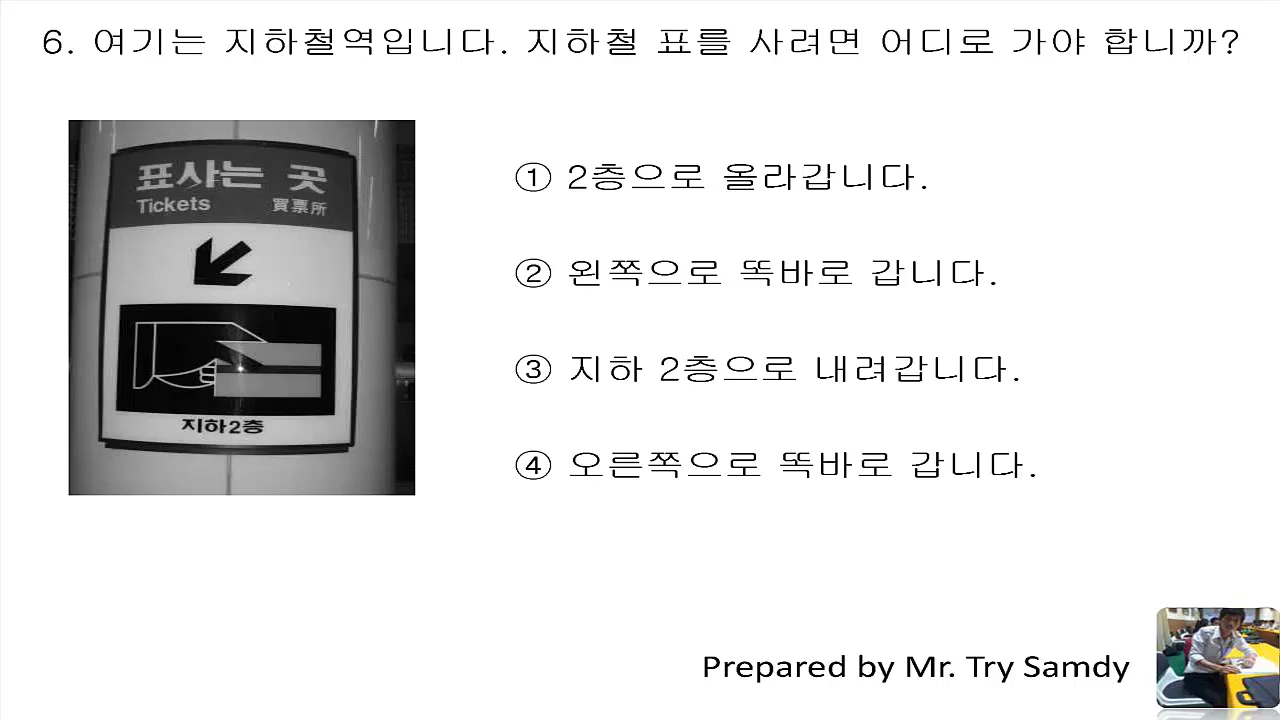 6. 여기는 지하철역입니다. 지하철 표를 사려면 어디로 가야 합니까?
표사는 곳
Tickets 買票所
지하2층
① 2층으로 올라갑니다.
② 왼쪽으로 똑바로 갑니다.
③ 지하 2층으로 내려갑니다.
④ 오른쪽으로 똑바로 갑니다.
Prepared by Mr. Try Samdy